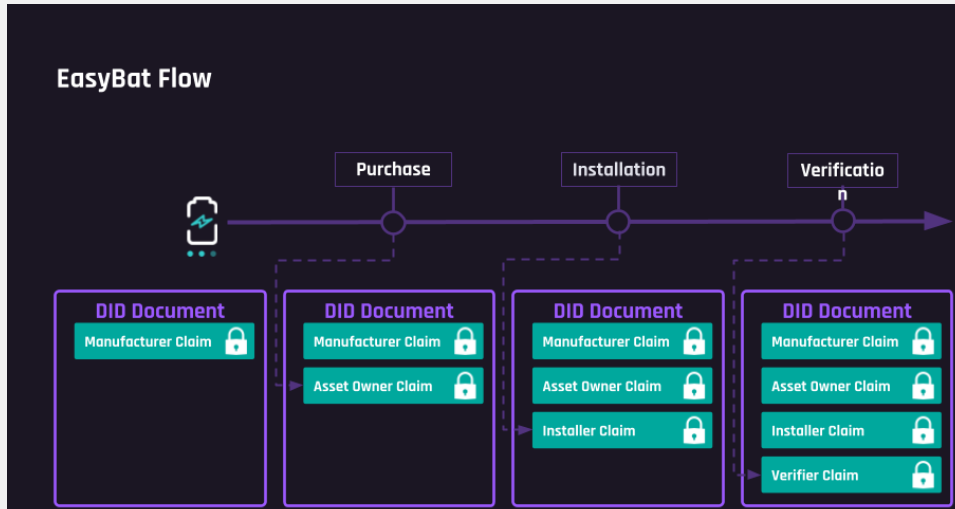 EasyBat Flow
Purchase
Installation
Verificatio
n
DID Document
Manufacturer Claim
DID Document
Manufacturer Claim
Asset Owner Claim
DID Document
Manufacturer Claim
Asset Owner Claim
Installer Claim
DID Document
Manufacturer Claim
Asset Owner Claim
Installer Claim
Verifier Claim